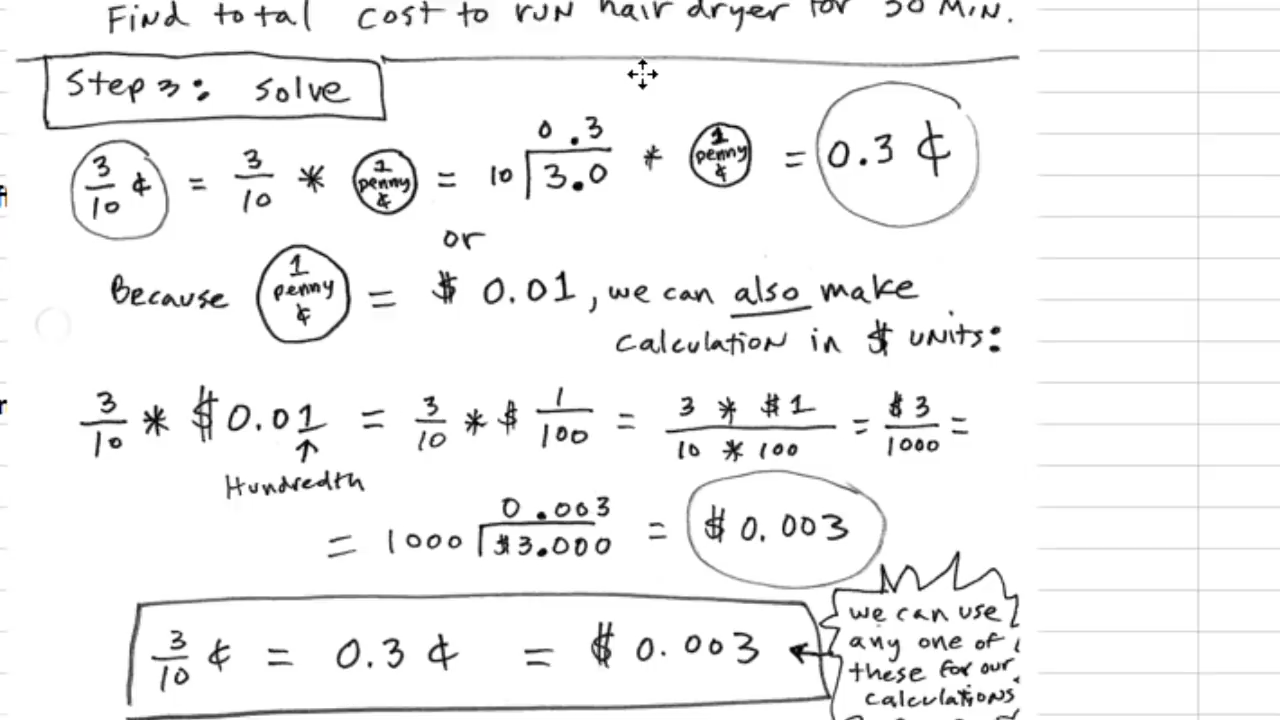 Find total cost to run hair dryer for 30 MIN.
Step 3: solve
3/10 ¢ = 3/10 * 1 penny ¢ = 10 ⟌3.0 0.3 * 1 penny ¢ = 0.3 ¢
or
Because 1 penny ¢ = $ 0.01, we can also make
calculation in $ units:
3/10 * $0.01 = 3/10 * $ 1/100 = 3 * $1 / 10 * 100 = $3/1000 =
Hundredth
0.003
= 1000 ⟌$3.000 = $0.003
3/10 ¢ = 0.3 ¢ = $ 0.003
we can use
any one of
these for our
calculations